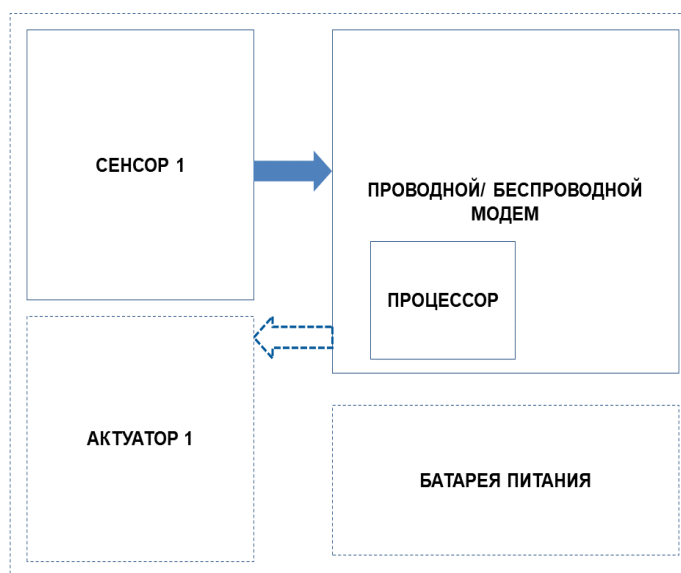 СЕНСОР 1
ПРОВОДНОЙ/ БЕСПРОВОДНОЙ
МОДЕМ
ПРОЦЕССОР
АКТУАТОР 1
БАТАРЕЯ ПИТАНИЯ